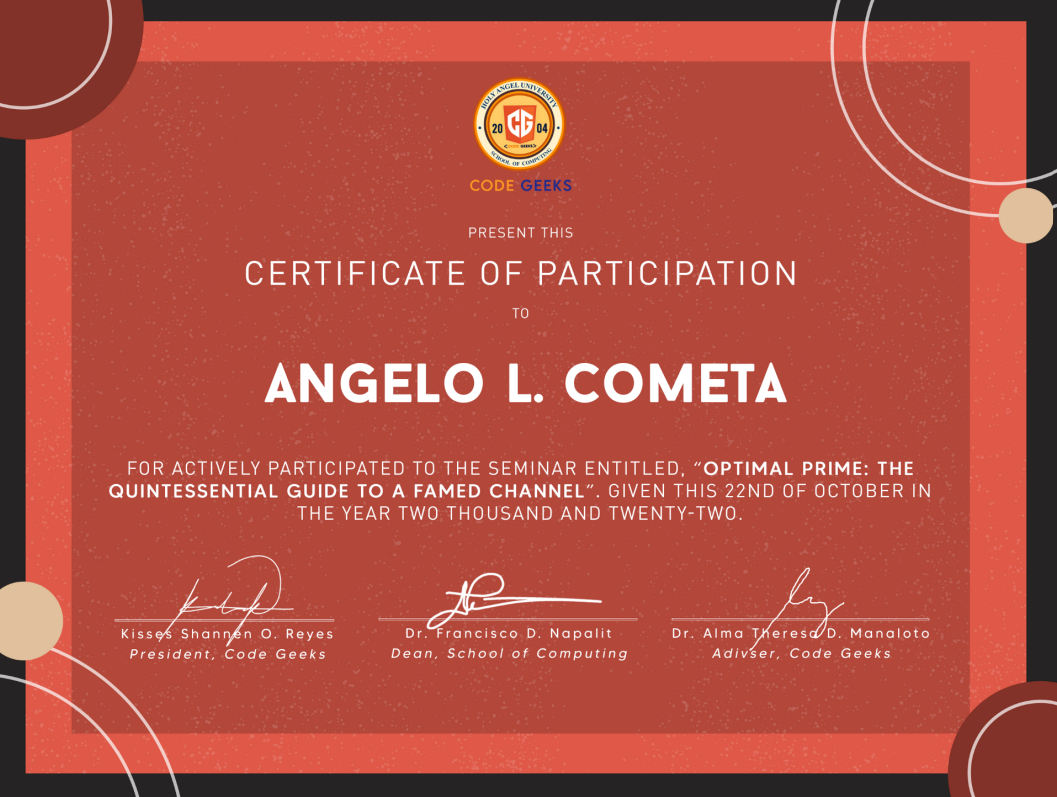 HOLY ANGEL UNIVERSITY
20 CG 04
<CODE GEEKS>
SCHOOL OF COMPUTING
CODE GEEKS
PRESENT THIS
CERTIFICATE OF PARTICIPATION
TO
ANGELO L. COMETA
FOR ACTIVELY PARTICIPATED TO THE SEMINAR ENTITLED, “OPTIMAL PRIME: THE
QUINTESSENTIAL GUIDE TO A FAMED CHANNEL”. GIVEN THIS 22ND OF OCTOBER IN
THE YEAR TWO THOUSAND AND TWENTY-TWO.
Kisses Shannen O. Reyes
President, Code Geeks
Dr. Francisco D. Napalit
Dean, School of Computing
Dr. Alma Theresa D. Manaloto
Adivser, Code Geeks